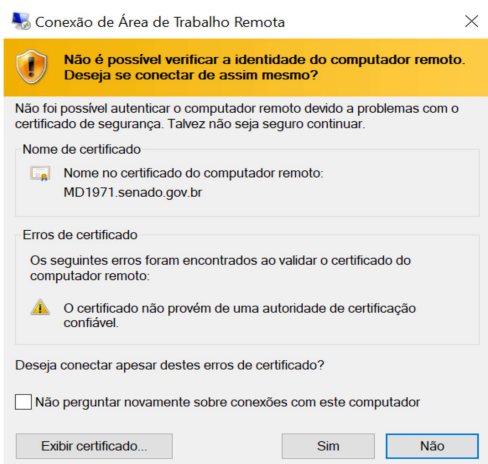 Conexão de Área de Trabalho Remota
Não é possível verificar a identidade do computador remoto.
Deseja se conectar de assim mesmo?
Não foi possível autenticar o computador remoto devido a problemas com o
certificado de segurança. Talvez não seja seguro continuar.
Nome de certificado
Nome no certificado do computador remoto:
MD1971.senado.gov.br
Erros de certificado
Os seguintes erros foram encontrados ao validar o certificado do
computador remoto:
O certificado não provém de uma autoridade de certificação
confiável.
Deseja conectar apesar destes erros de certificado?
Não perguntar novamente sobre conexões com este computador
Exibir certificado... Sim Não